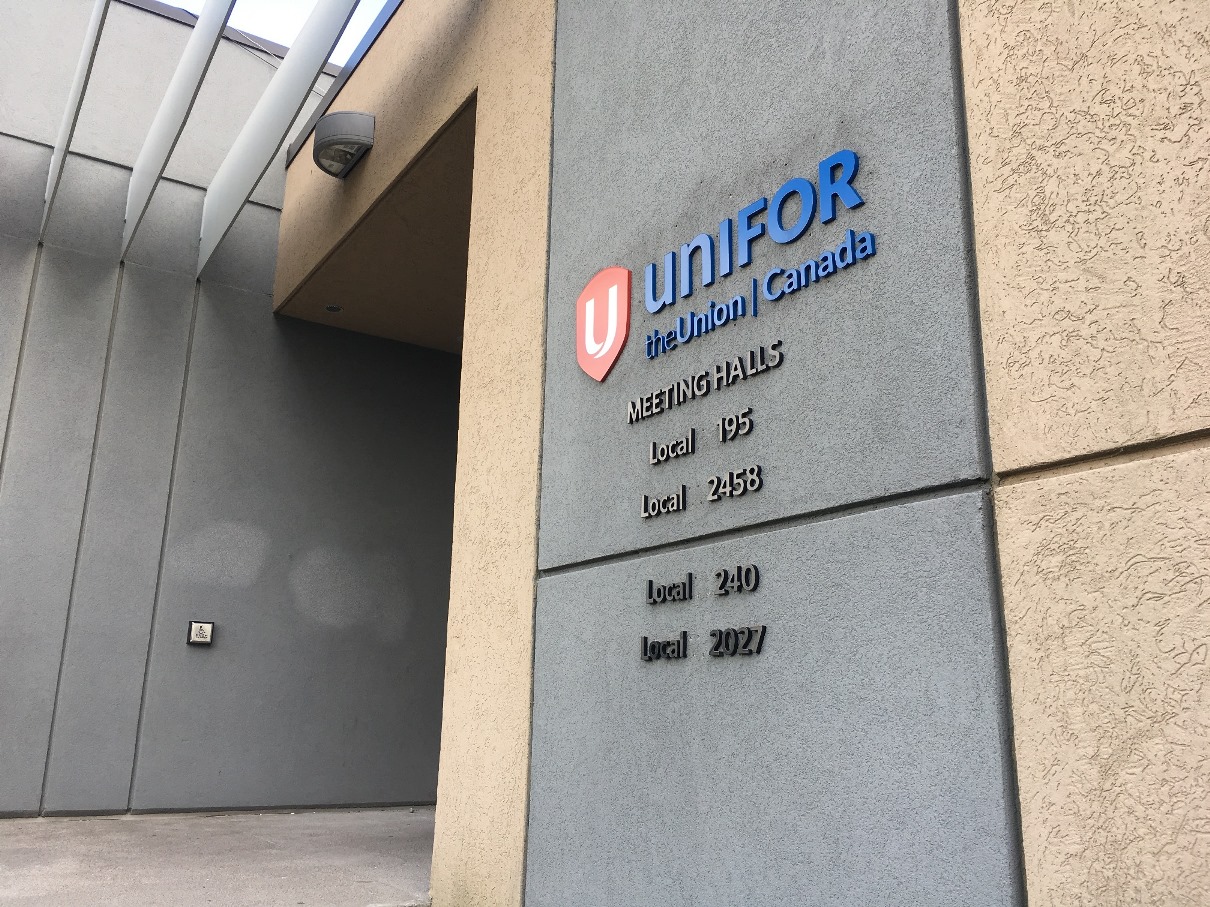 U
uniFOR
theUnion | Canada
MEETING HALLS
Local 195
Local 2458
Local 240
Local 2027